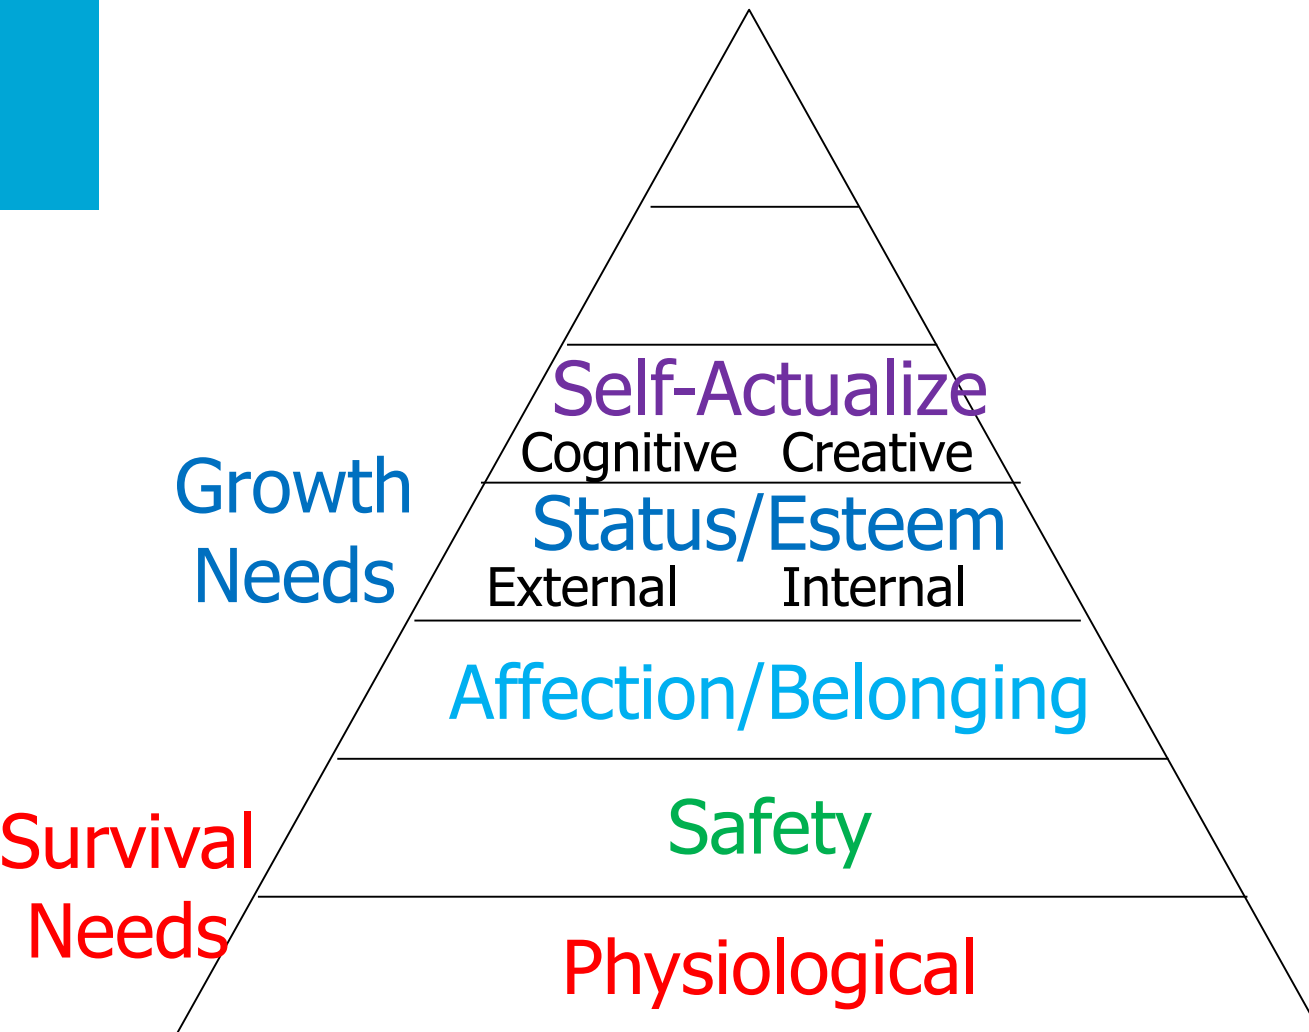 Self-Actualize
Cognitive Creative
Growth
Needs
Status/Esteem
External Internal
Affection/Belonging
Safety
Survival
Needs
Physiological